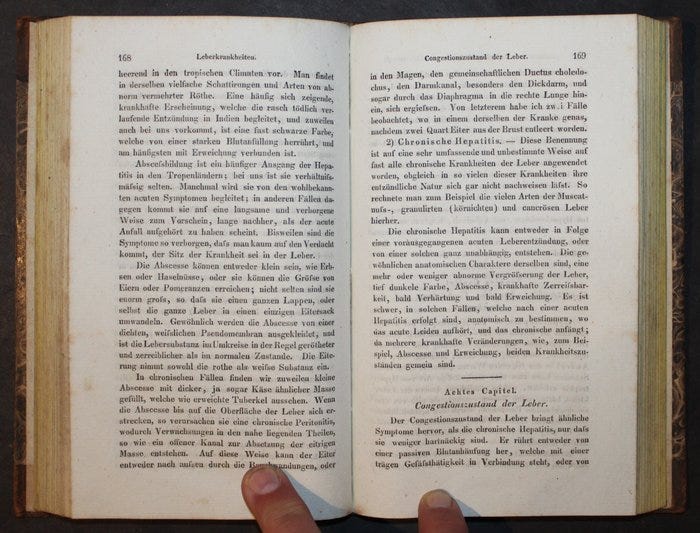 168
Leberkrankheiten.
heerend in den tropischen Climaten vor. Man findet
in derselben vielfache Schattirungen und Arten von ab-
norm vermehrter Röthe. Eine häufig sich zeigende,
krankhafte Erscheinung, welche die rasch tödlich ver-
laufende Entzündung in Indien begleitet, und zuweilen
auch bei uns vorkommt, ist eine fast schwarze Farbe,
welche von einer starken Blutanfüllung herrührt, und
am häufigsten mit Erweichung verbunden ist.
Abscessbildung ist ein häufiger Ausgang der Hepa-
titis in den Tropenländern; bei uns ist sie verhältniss-
mässig selten. Manchmal wird sie von den wohlbekann-
ten acuten Symptomen begleitet; in anderen Fällen da-
gegen kommt sie auf eine langsame und verborgene
Weise zum Vorschein, lange nachher, als der acute
Anfall aufgehört zu haben scheint. Bisweilen sind die
Symptome so verborgen, dass man kaum auf den Verdacht
kommt, der Sitz der Krankheit sei in der Leber.
Die Abscesse können entweder klein sein, wie Erb-
sen oder Haselnüsse, oder sie können die Grösse von
Eiern oder Pomeranzen erreichen; nicht selten sind sie
enorm gross, so dass sie einen ganzen Lappen, oder
selbst die ganze Leber in einen einzigen Eitersack
umwandeln. Gewöhnlich werden die Abscesse von einer
dichten, weisslichen Pseudomembran ausgekleidet, und
ist die Lebersubstanz im Umkreise in der Regel gerötheter
und zerreiblicher als im normalen Zustande. Die Eite-
rung nimmt sowohl die rothe als weisse Substanz ein.
In chronischen Fällen finden wir zuweilen kleine
Abscesse mit dicker, ja sogar Käse ähnlicher Masse
gefüllt, welche wie erweichte Tuberkel aussehen. Wenn
die Abscesse bis auf die Oberfläche der Leber sich er-
strecken, so verursachen sie eine chronische Peritonitis,
wodurch Verwachsungen in den nahe liegenden Theilen,
so wie ein offener Kanal zur Absetzung der eitrigen
Masse entstehen. Auf diese Weise kann der Eiter
entweder nach aussen durch die Bauchwandungen, oder
Congestionszustand der Leber.
169
in den Magen, den gemeinschaftlichen Ductus choledo-
chus, den Darmkanal, besonders den Dickdarm, und
sogar durch das Diaphragma in die rechte Lunge hin-
ein, sich ergiefsen. Von letzterem habe ich zwei Fälle
beobachtet, wo in einem derselben der Kranke genas,
nachdem zwei Quart Eiter aus der Brust entleert worden.
2) Chronische Hepatitis. — Diese Benennung
ist auf eine sehr umfassende und unbestimmte Weise auf
fast alle chronische Krankheiten der Leber angewendet
worden, obgleich in so vielen dieser Krankheiten ihre
entzündliche Natur sich gar nicht nachweisen läfst. So
rechnete man zum Beispiel die vielen Arten der Muscat-
nuss-, granulirten (körnichten) und cancrösen Leber
hierher.
Die chronische Hepatitis kann entweder in Folge
einer vorhusgegangenen acuten Leberentzündung, oder
von einer solchen ganz unabhängig, entstehen. Die ge-
wöhnlichen anatomischen Charaktere derselben sind, eine
mehr oder weniger abnorme Vergrösserung der Leber,
tief dunkele Farbe, Abscesse, krankhafte Zerreissbar-
keit, bald Verhärtung und bald Erweichung. Es ist
schwer, in solchen Fällen, welche nach einer acuten
Hepatitis erfolgt sind, anatomisch zu bestimmen, wo
das acute Leiden aufhört, und das chronische anfängt;
da mehrere krankhafte Veränderungen, wie, zum Bei-
spiel, Abscesse und Erweichung, beiden Krankheitszu-
ständen gemein sind.
Achtes Capitel.
Congestionszustand der Leber.
Der Congestionszustand der Leber bringt ähnliche
Symptome hervor, als die chronische Hepatitis, nur dass
sie weniger hartnäckig sind. Er rührt entweder von
einer passiven Blutanhäufung her, welche mit einer
trägen Gefässthätigkeit in Verbindung steht, oder von